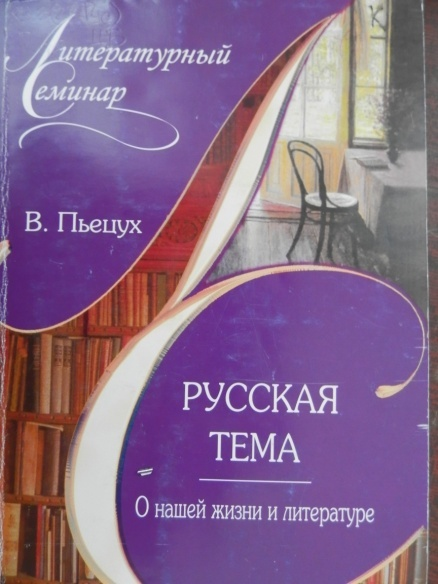 Литературный
Семинар
В. Пьецух
РУССКАЯ
ТЕМА
О нашей жизни и литературе